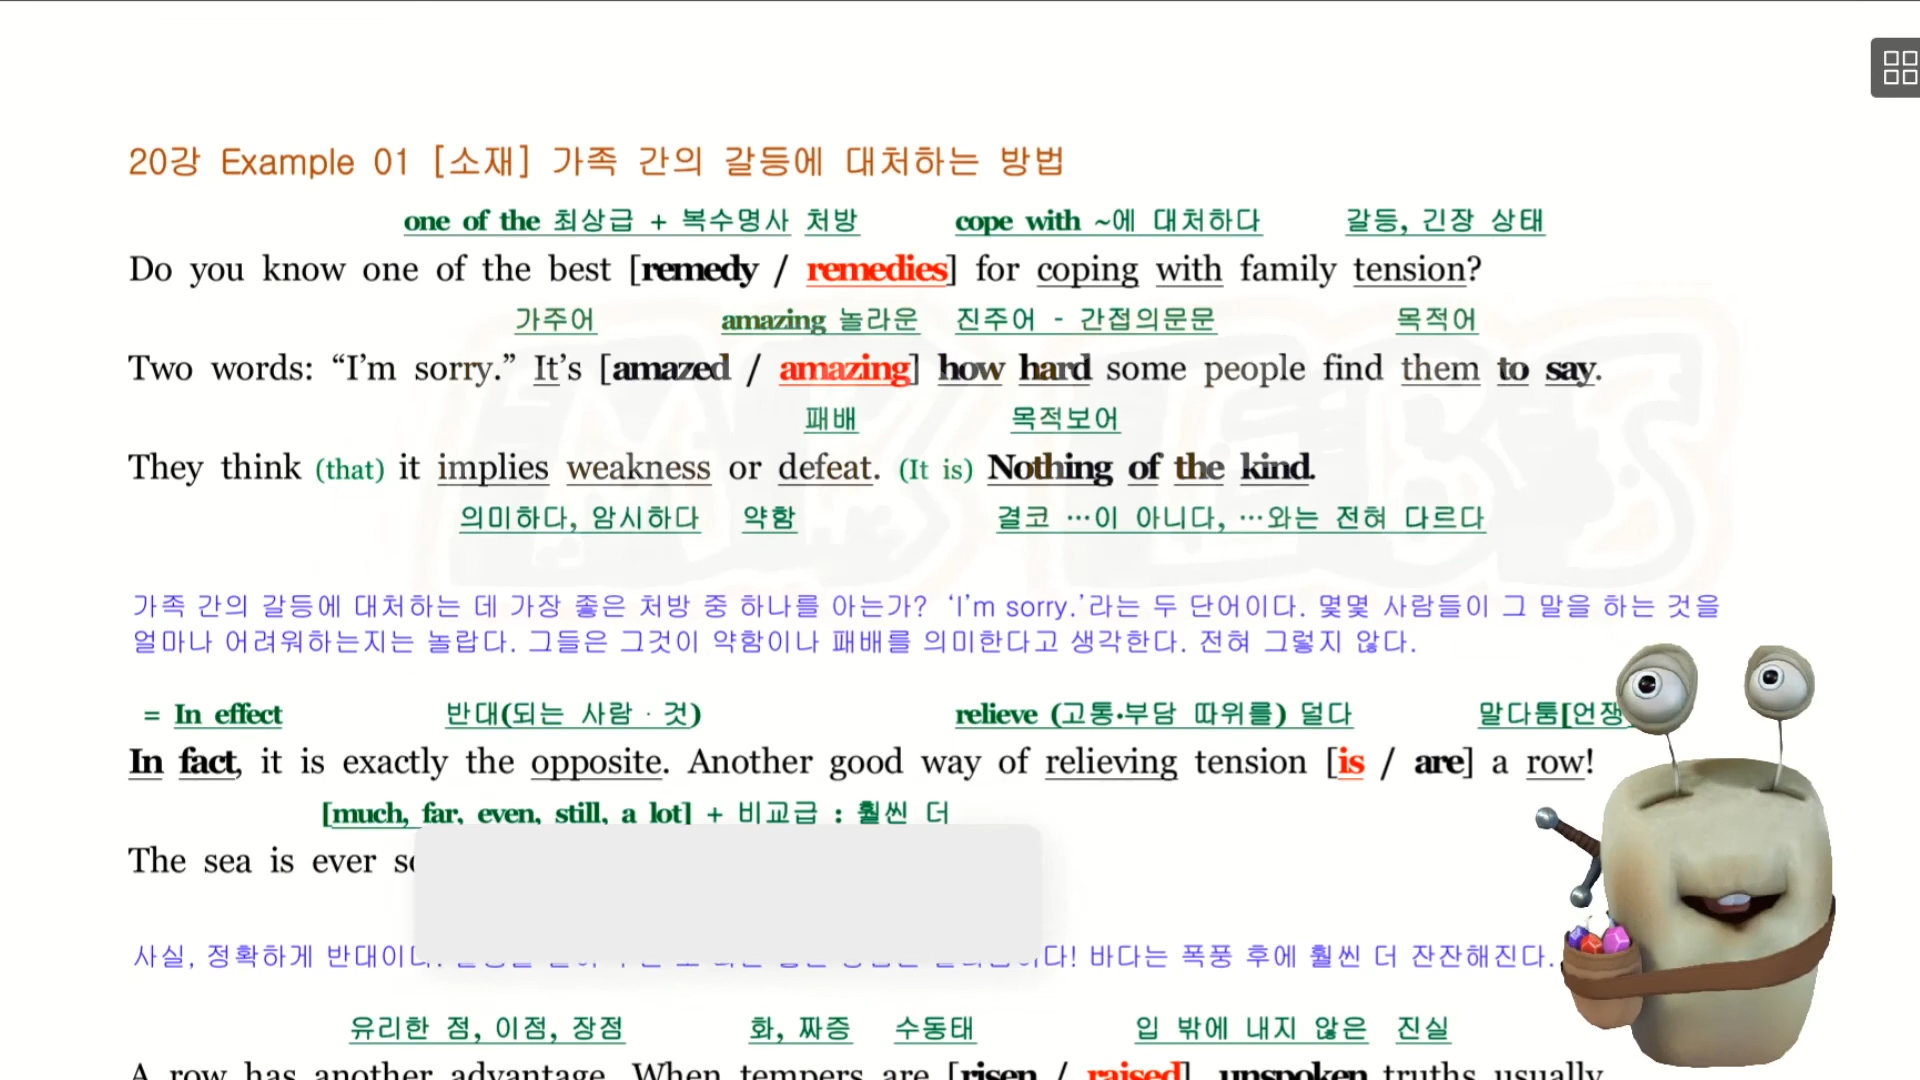 20강 Example 01 [소재] 가족 간의 갈등에 대처하는 방법
one of the 최상급 + 복수명사 처방 cope with ~에 대처하다 갈등, 긴장 상태
Do you know one of the best [remedy / remedies] for coping with family tension?
가주어 amazing 놀라운 진주어 - 간접의문문 목적어
Two words: “I’m sorry.” It’s [amazed / amazing] how hard some people find them to say.
패배 목적보어
They think (that) it implies weakness or defeat. (It is) Nothing of the kind.
의미하다, 암시하다 약함 결코 …이 아니다, …와는 전혀 다르다
가족 간의 갈등에 대처하는 데 가장 좋은 처방 중 하나를 아는가? ‘I’m sorry.’라는 두 단어이다. 몇몇 사람들이 그 말을 하는 것을
얼마나 어려워하는지는 놀랍다. 그들은 그것이 약함이나 패배를 의미한다고 생각한다. 전혀 그렇지 않다.
= In effect 반대(되는 사람 · 것) relieve (고통·부담 따위를) 덜다 말다툼[언쟁
In fact, it is exactly the opposite. Another good way of relieving tension [is / are] a row!
[much, far, even, still, a lot] + 비교급 : 훨씬 더
The sea is ever
사실, 정확하게 다! 바다는 폭풍 후에 훨씬 더 잔잔해진다.
유리한 점, 이점, 장점 화, 짜증 수동태 입 밖에 내지 않은 진실
A row has another advantage. When tempers are [risen / raised], unspoken truths usually